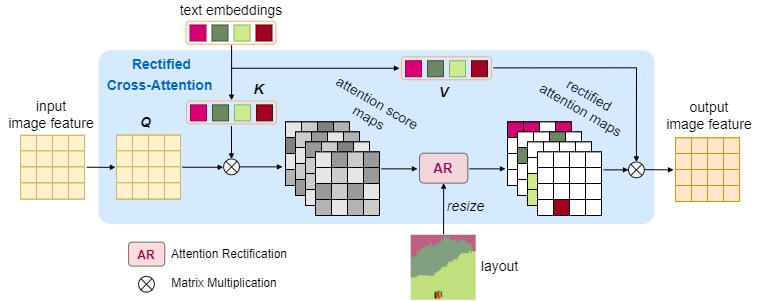 text embeddings
Rectified
Cross-Attention
K
V
attention score
maps
rectified
attention maps
input
image feature
Q
output
image feature
AR
resize
layout
AR Attention Rectification
Matrix Multiplication